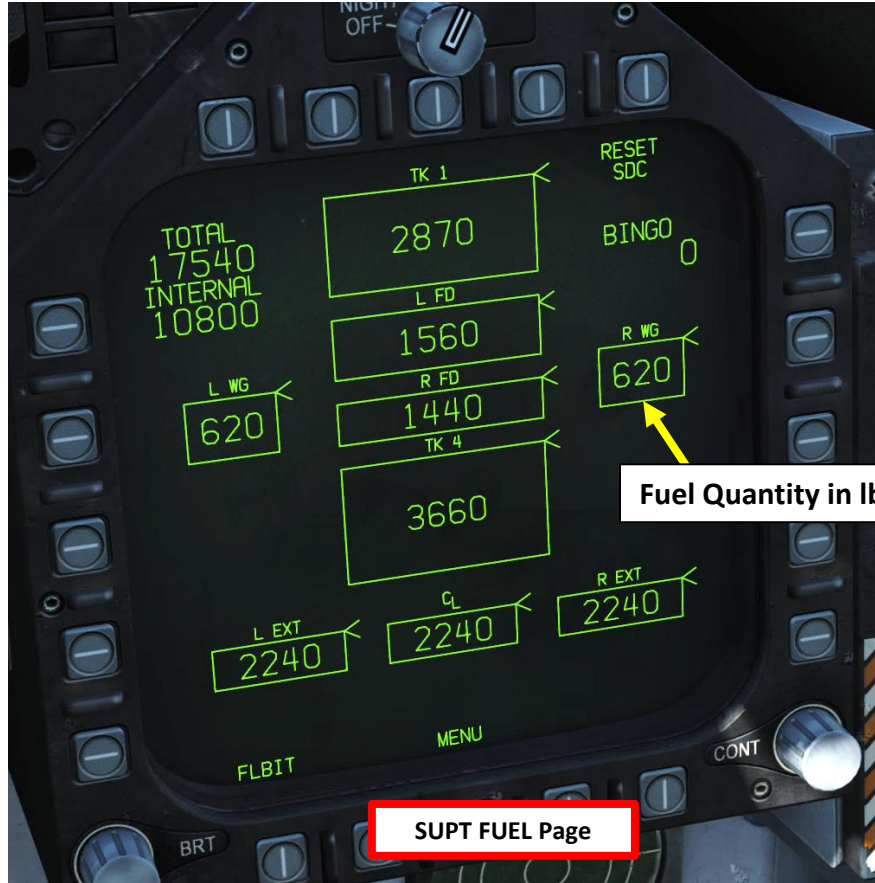 NIGHT
OFF
RESET
SDC
TK 1
2870
TOTAL
17540
INTERNAL
10800
BINGO
0
L FD
1560
R WG
620
L WG
620
R FD
1440
TK 4
3660
Fuel Quantity in lb
R EXT
2240
CL
2240
L EXT
2240
MENU
FLBIT
CONT
BRT
SUPT FUEL Page